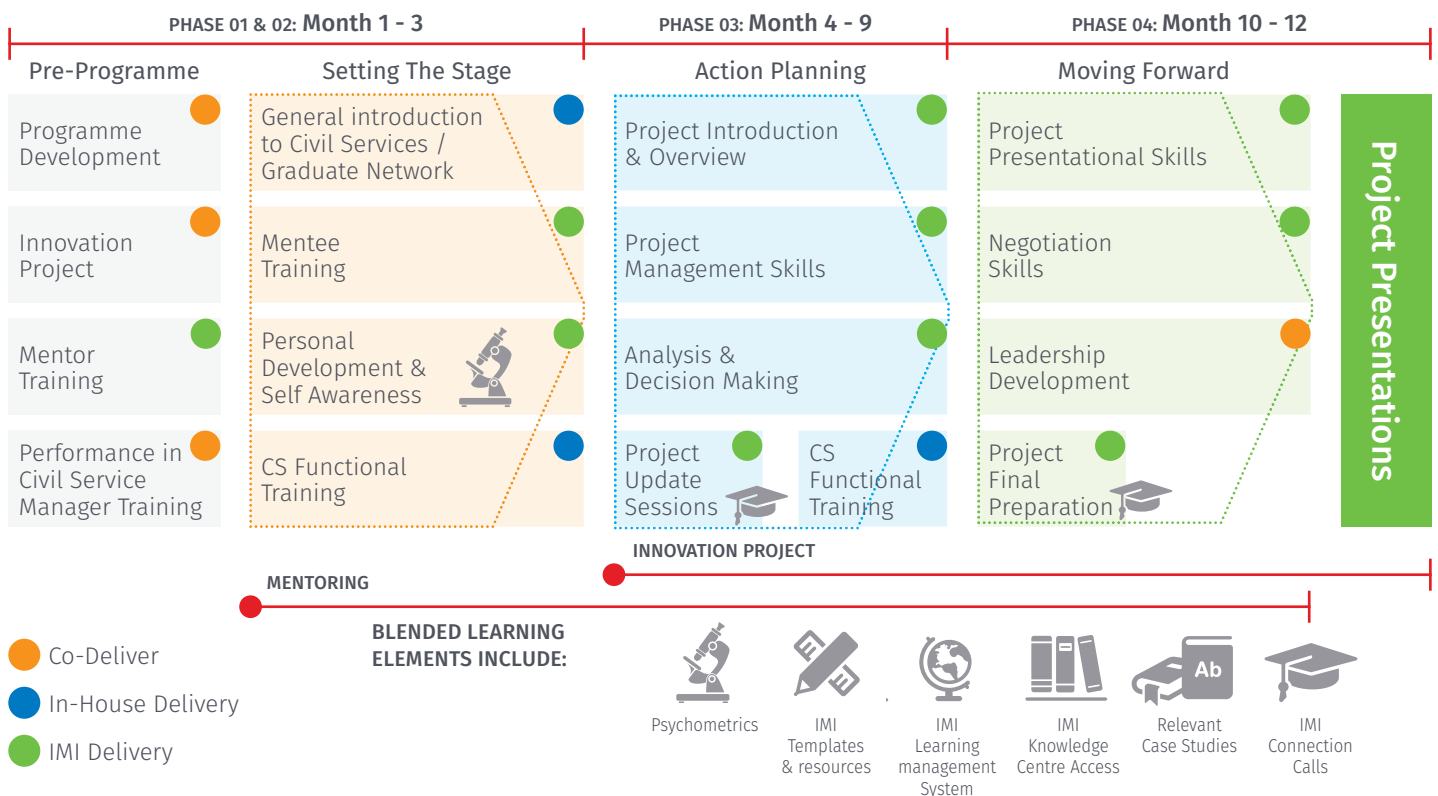 PHASE 01 & 02: Month 1 - 3
PHASE 03: Month 4 - 9
PHASE 04: Month 10 - 12
Pre-Programme
Setting The Stage
Action Planning
Moving Forward
Programme
Development
Innovation
Project
Mentor
Training
Performance in
Civil Service
Manager Training
General introduction
to Civil Services /
Graduate Network
Mentee
Training
Personal
Development &
Self Awareness
CS Functional
Training
Project Introduction
& Overview
Project
Management Skills
Analysis &
Decision Making
Project
Update
Sessions
CS
Functional
Training
Project
Presentational Skills
Negotiation
Skills
Leadership
Development
Project
Final
Preparation
Project Presentations
INNOVATION PROJECT
MENTORING
Co-Deliver
In-House Delivery
IMI Delivery
BLENDED LEARNING
ELEMENTS INCLUDE:
Psychometrics
IMI
Templates
& resources
IMI
Learning
management
System
IMI
Knowledge
Centre Access
Ab
Relevant
Case Studies
IMI
Connection
Calls